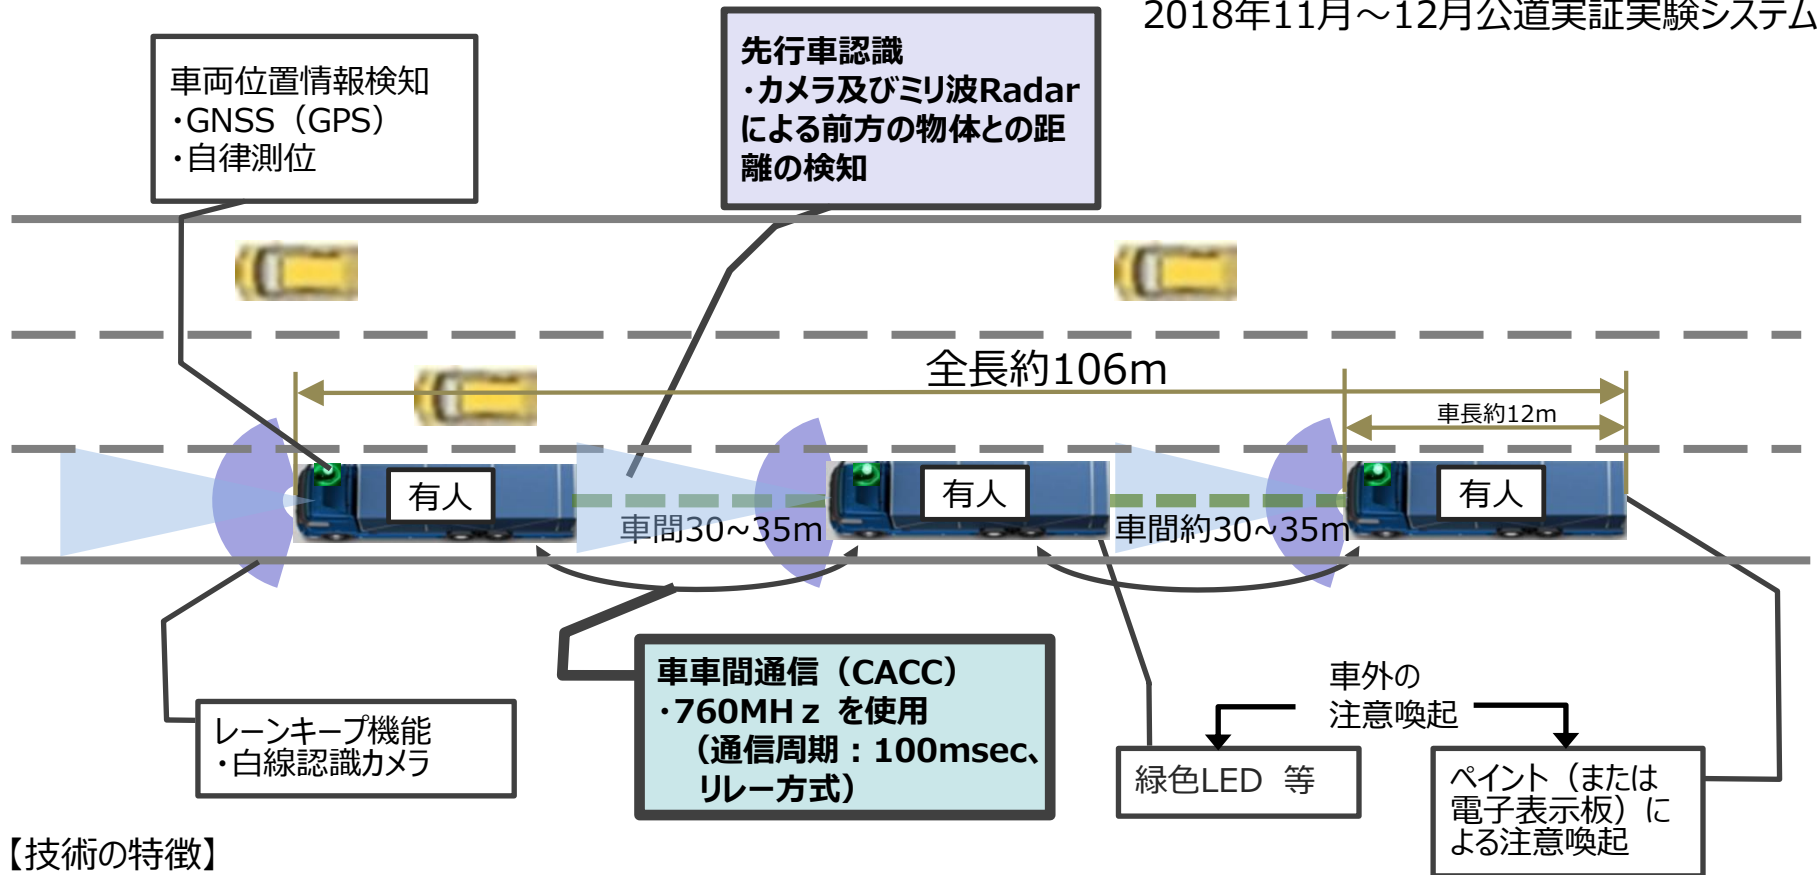 2018年11月～12月公道実証実験システム
車両位置情報検知
・GNSS（GPS）
・自律測位
先行車認識
・カメラ及びミリ波Radar
による前方の物体との距
離の検知
全長約106m
車長約12m
有人
有人
有人
車間30~35m
車間約30~35m
レーンキープ機能
・白線認識カメラ
車車間通信（CACC）
・760MHｚ を使用
（通信周期：100msec、
リレー方式）
車外の
注意喚起
緑色LED 等
ペイント（または
電子表示板）に
よる注意喚起
【技術の特徴】